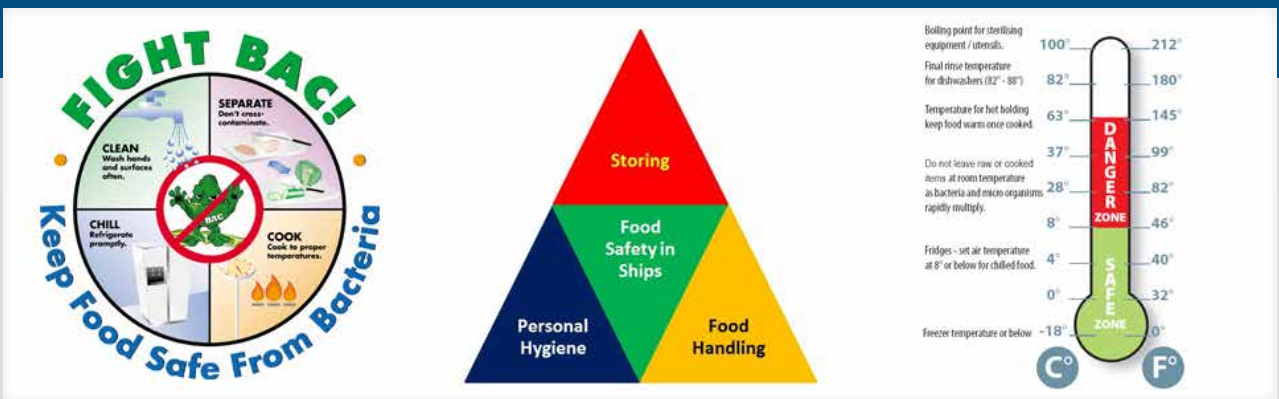 FIGHT BAC!
CLEAN
Wash hands
and surfaces
often.
SEPARATE
Don't cross-
contaminate.
BAC
CHILL
Refrigerate
promptly.
COOK
Cook to proper
temperatures.
Keep Food Safe From Bacteria
Storing
Food
Safety in
Ships
Personal
Hygiene
Food
Handling
Boiling point for sterilising
equipment / utensils.
100°
212°
Final rinse temperature
for dishwashers (82° - 88°)
82°
180°
Temperature for hot holding
keep food warm once cooked.
63°
145°
37°
99°
Do not leave raw or cooked
items at room temperature
as bacteria and micro organisms
rapidly multiply.
28°
82°
8°
46°
DANGER
ZONE
Fridges - set air temperature
at 8° or below for chilled food.
4°
40°
0°
32°
SAFE
ZONE
Freezer temperature or below
-18°
0°
C°
F°